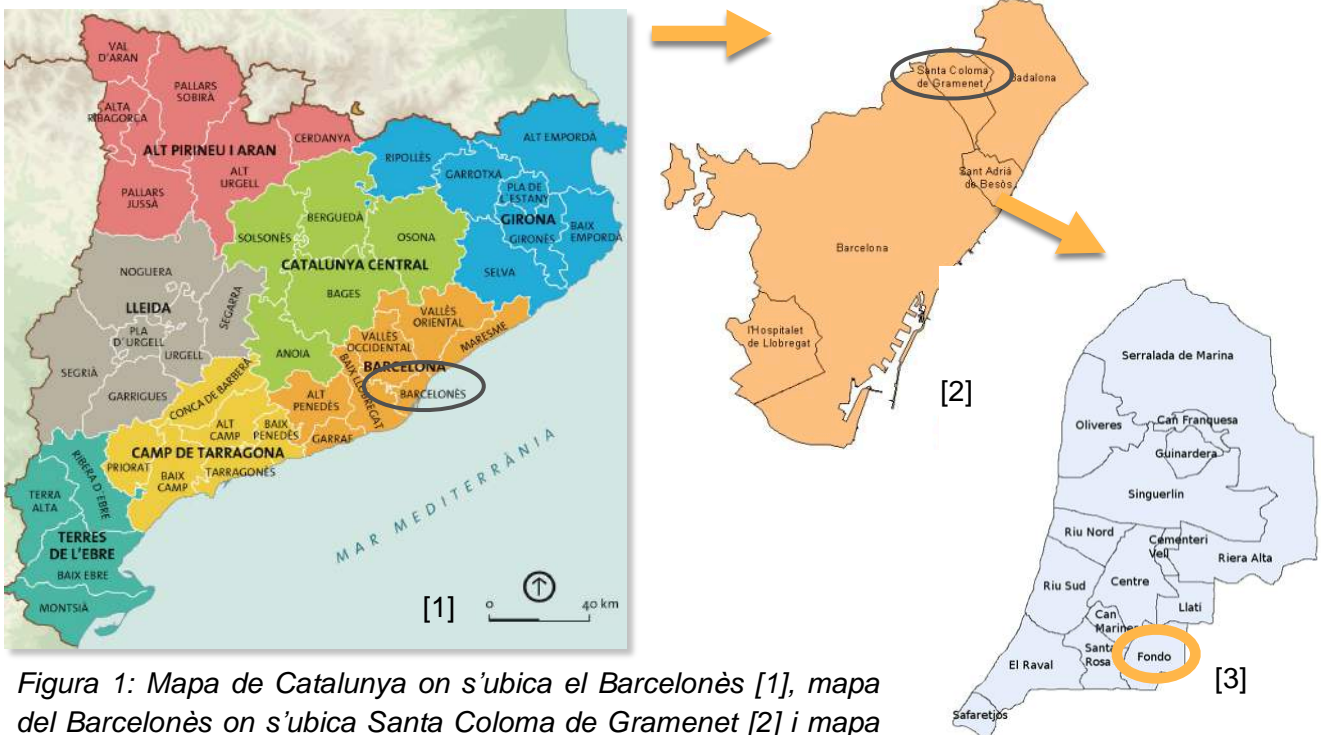 VAL
D'ARAN
PALLARS
SOBIRÀ
ALTA
RIBAGORÇA
CERDANYA
ALT PIRINEU I ARAN
ALT
URGELL
PALLARS
JUSSÀ
RIPOLLÈS
ALT EMPORDÀ
GARROTXA
PLA DE
L'ESTANY
GIRONA
GIRONÈS
BAIX
EMPORDÀ
SELVA
BERGUEDÀ
SOLSONÈS
OSONA
CATALUNYA CENTRAL
BAGES
ANOIA
NOGUERA
LLEIDA
SEGARRA
PLA
D'URGELL
URGELL
SEGRIÀ
GARRIGUES
VALLÈS
ORIENTAL
VALLÈS
OCCIDENTAL
MARESME
BARCELONA
BARCELONÈS
BAIX LLOBREGAT
ALT
PENEDÈS
GARRAF
CONCA DE BARBERÀ
ALT
CAMP
BAIX
PENEDÈS
CAMP DE TARRAGONA
PRIORAT
BAIX
CAMP
TARRAGONÈS
RIBERA D'EBRE
TERRA
ALTA
TERRES
DE L'EBRE
BAIX EBRE
MONTSIÀ
MAR MEDITERRÀNIA
[1]
0 40 km
Santa Coloma
de Gramenet
Badalona
Sant Adrià
de Besòs
Barcelona
l'Hospitalet
de Llobregat
[2]
Serralada de Marina
Oliveres
Can Franquesa
Guinardera
Singuerlin
Riu Nord
Cementeri
Vell
Riera Alta
Riu Sud
Centre
Llatí
Can
Mariner
Santa
Rosa
Fondo
El Raval
Safaretjos
[3]
Figura 1: Mapa de Catalunya on s'ubica el Barcelonès [1], mapa
del Barcelonès on s'ubica Santa Coloma de Gramenet [2] i mapa